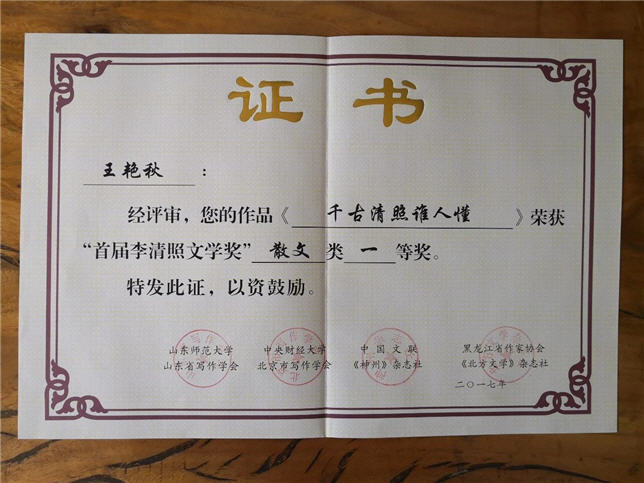 证书
王艳秋：
经评审，您的作品《千古清照谁人懂》荣获
“首届李清照文学奖”散文类一等奖。
特发此证，以资鼓励。
山东师范大学
山东省写作学会
中央财经大学
北京市写作学会
中国文联
《神州》杂志社
黑龙江省作家协会
《北方文学》杂志社
二〇一七年